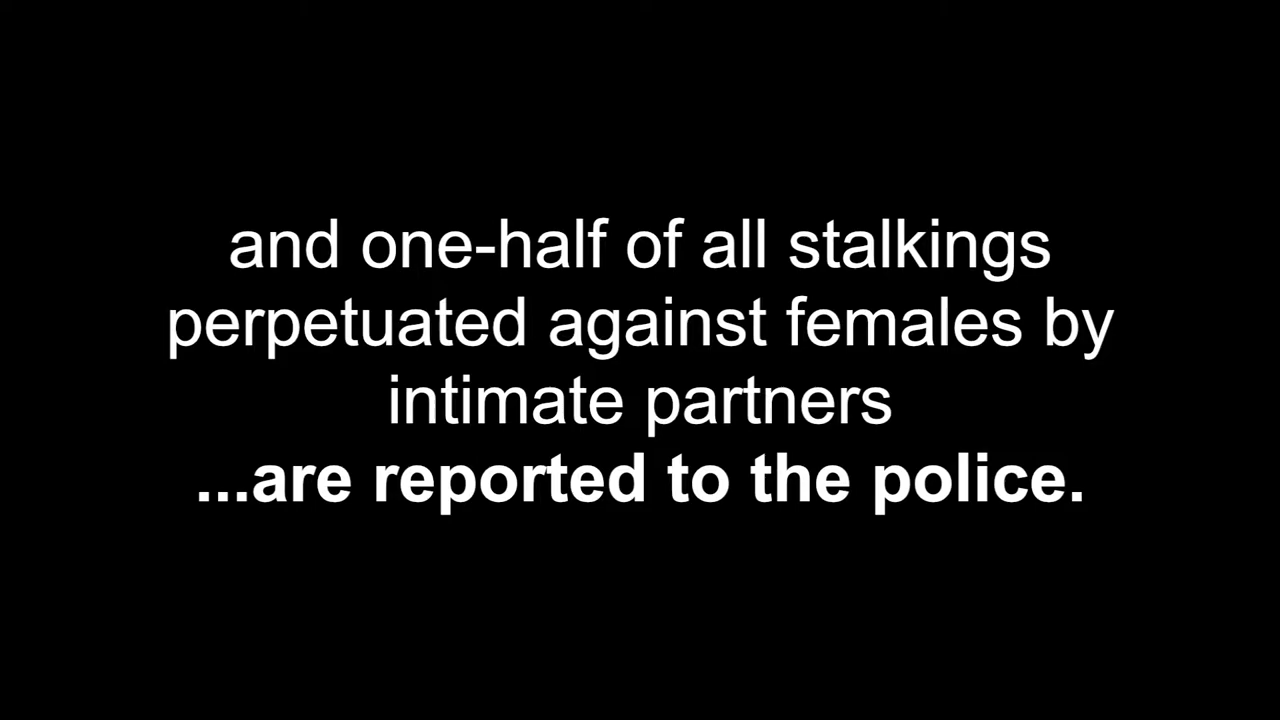 and one-half of all stalkings
perpetuated against females by
intimate partners
...are reported to the police.